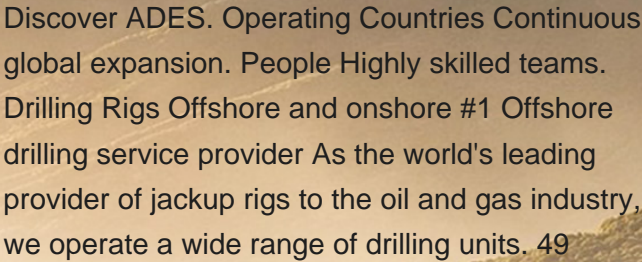 Discover ADES. Operating Countries Continuous
global expansion. People Highly skilled teams.
Drilling Rigs Offshore and onshore #1 Offshore
drilling service provider As the world's leading
provider of jackup rigs to the oil and gas industry,
we operate a wide range of drilling units. 49